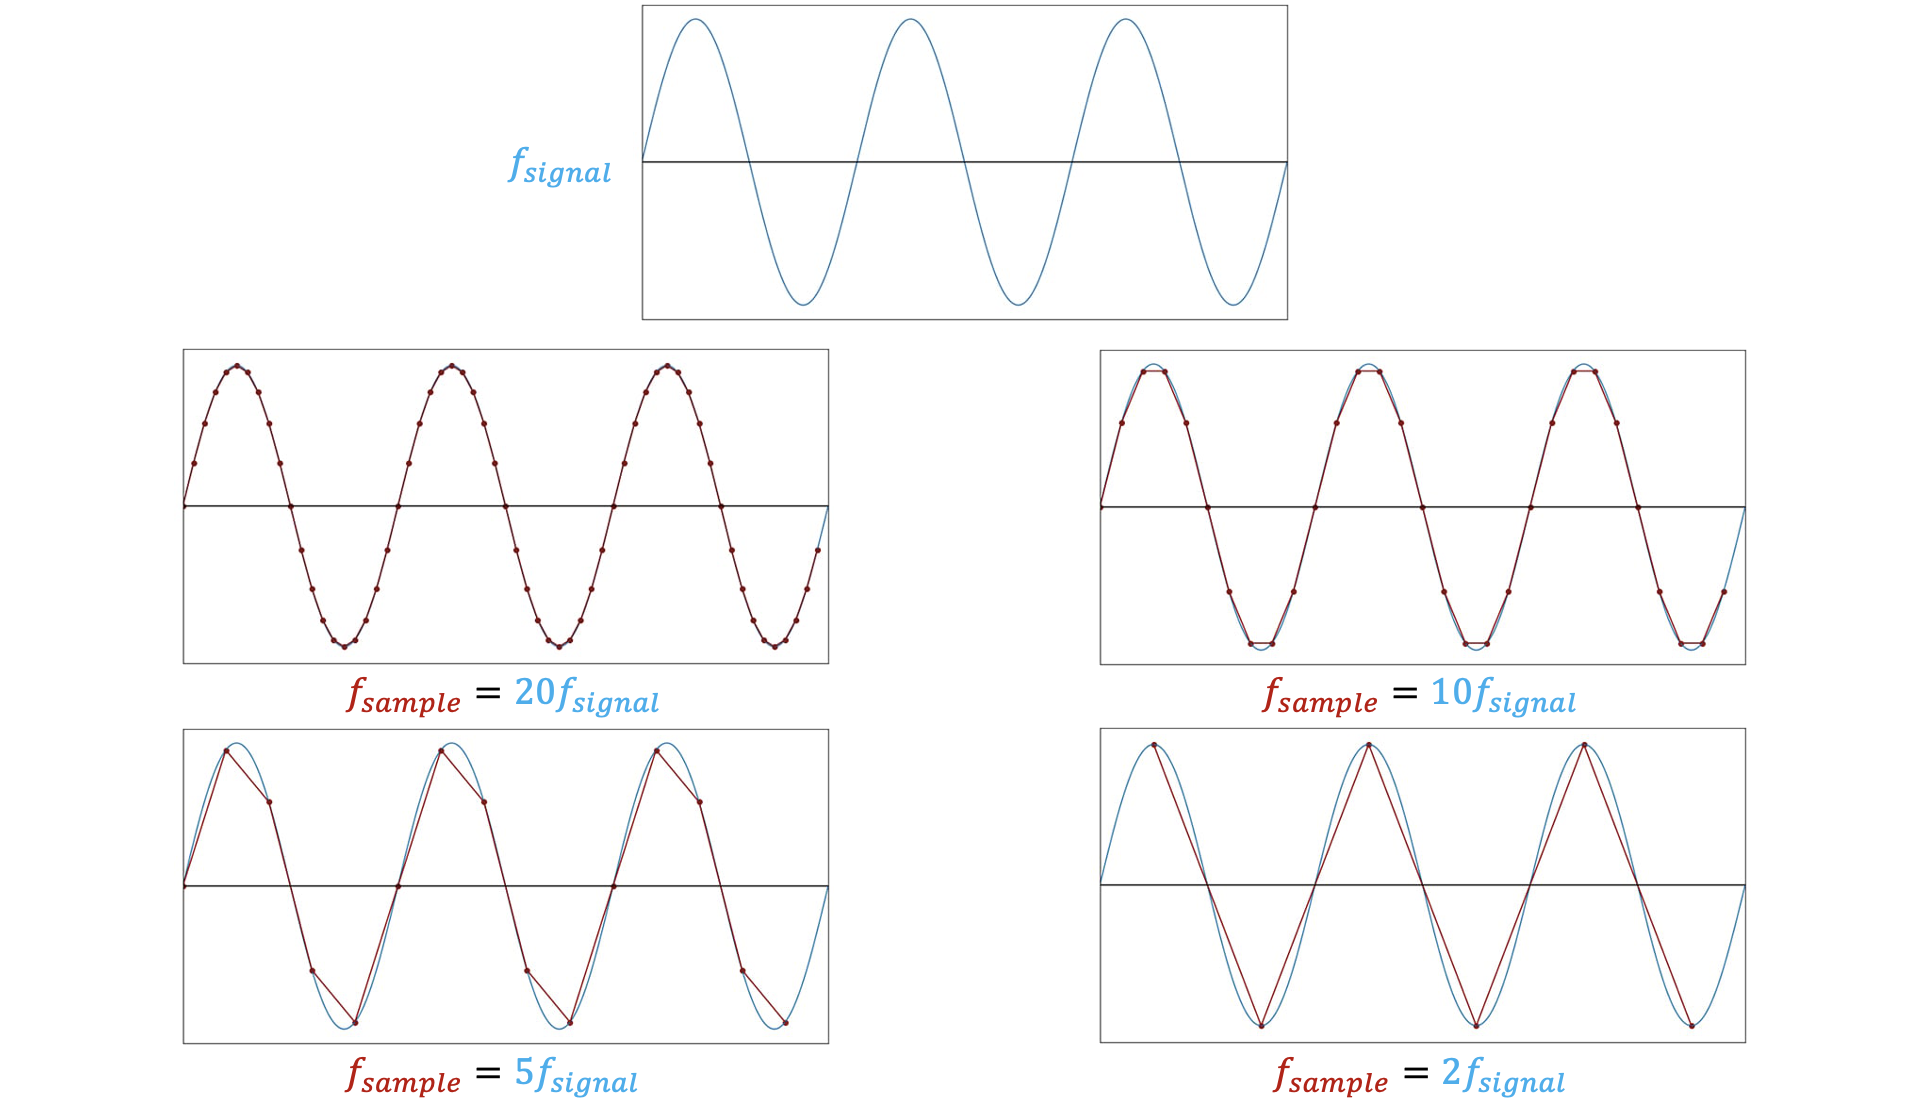 f_signal
f_sample = 20f_signal
f_sample = 10f_signal
f_sample = 5f_signal
f_sample = 2f_signal